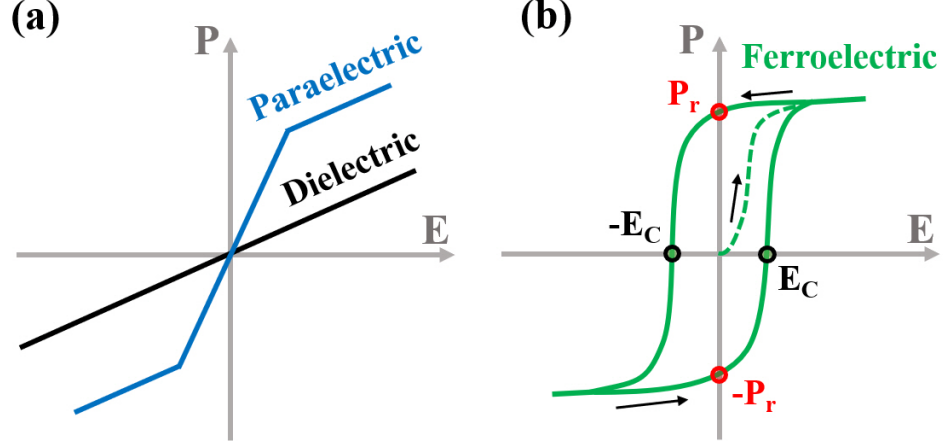 (a)
P
Paraelectric
Dielectric
E
(b)
P
Ferroelectric
Pr
-EC
E
EC
-Pr